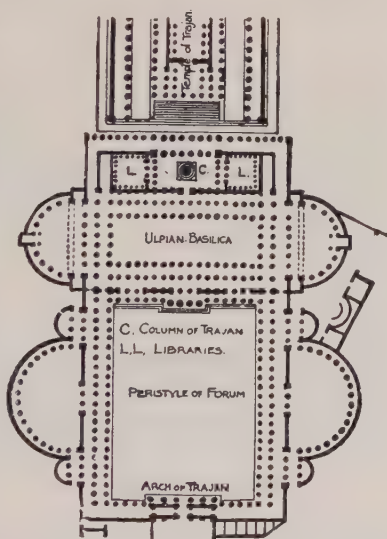 Temple of Trajan.
L. C. L.
ULPIAN-BASILICA
C. COLUMN OF TRAJAN
L.L, LIBRARIES.
PERISTYLE OF FORUM
ARCH OF TRAJAN